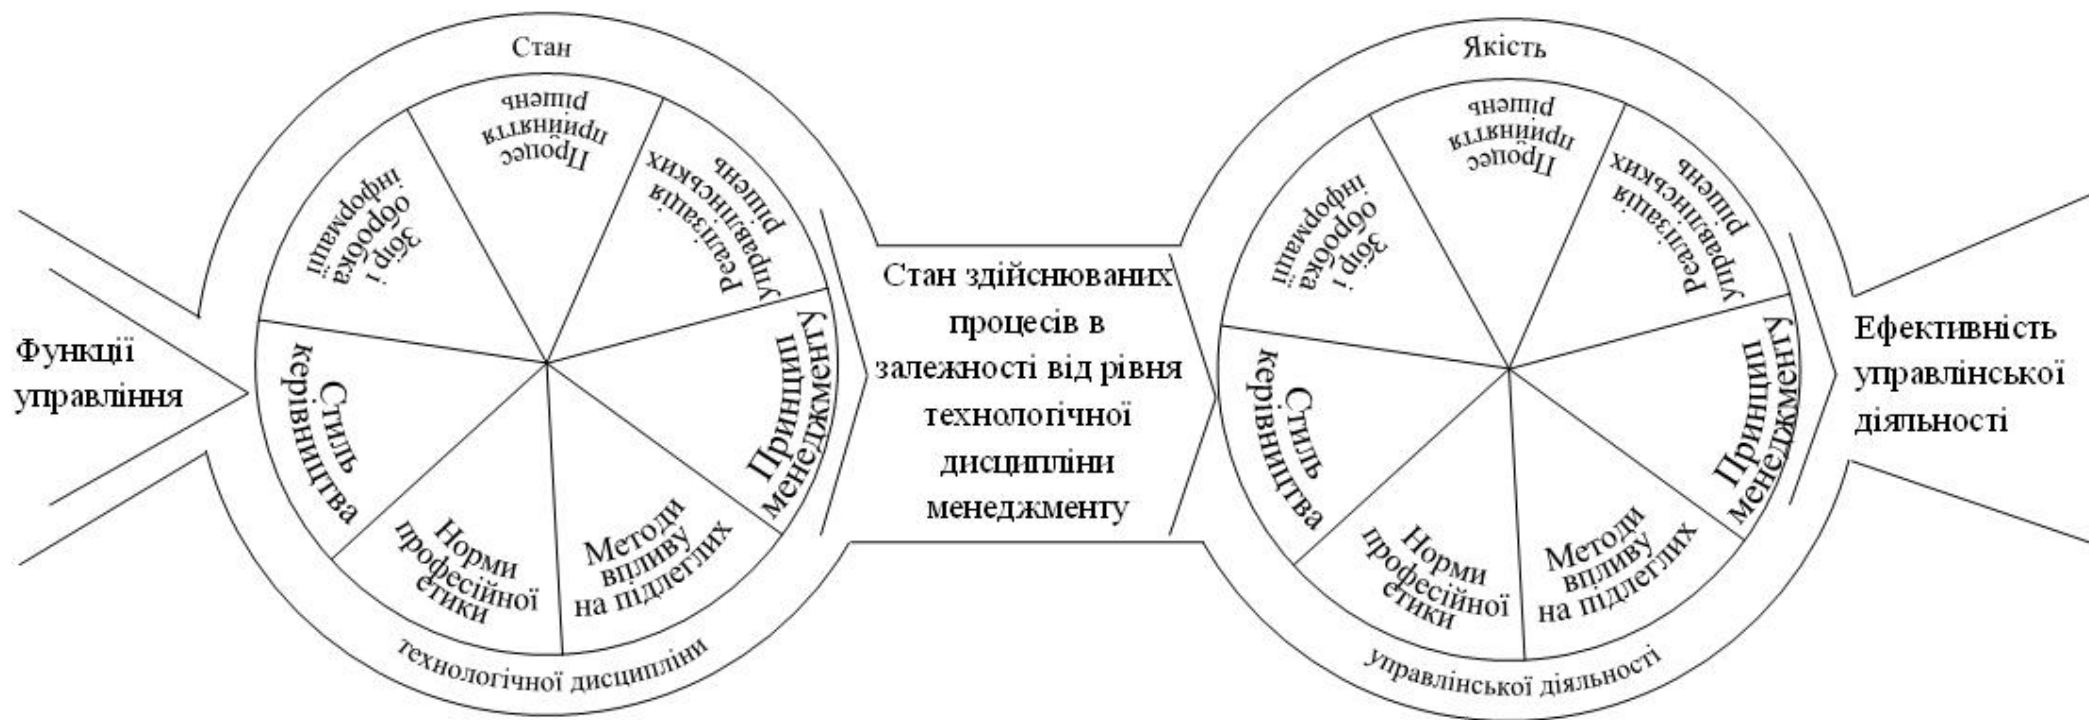 Функції
управління
Стан
Збір і
обробка
інформації
Процес
прийняття
рішень
Реалізація
управлінських
рішень
Принципи
менеджменту
Методи
впливу
на підлеглих
Норми
професійної
етики
Стиль
керівництва
технологічної дисципліни
Стан здійснюваних
процесів в
залежності від рівня
технологічної
дисципліни
менеджменту
Якість
Збір і
обробка
інформації
Процес
прийняття
рішень
Реалізація
управлінських
рішень
Принципи
менеджменту
Методи
впливу
на підлеглих
Норми
професійної
етики
Стиль
керівництва
управлінської діяльності
Ефективність
управлінської
діяльності